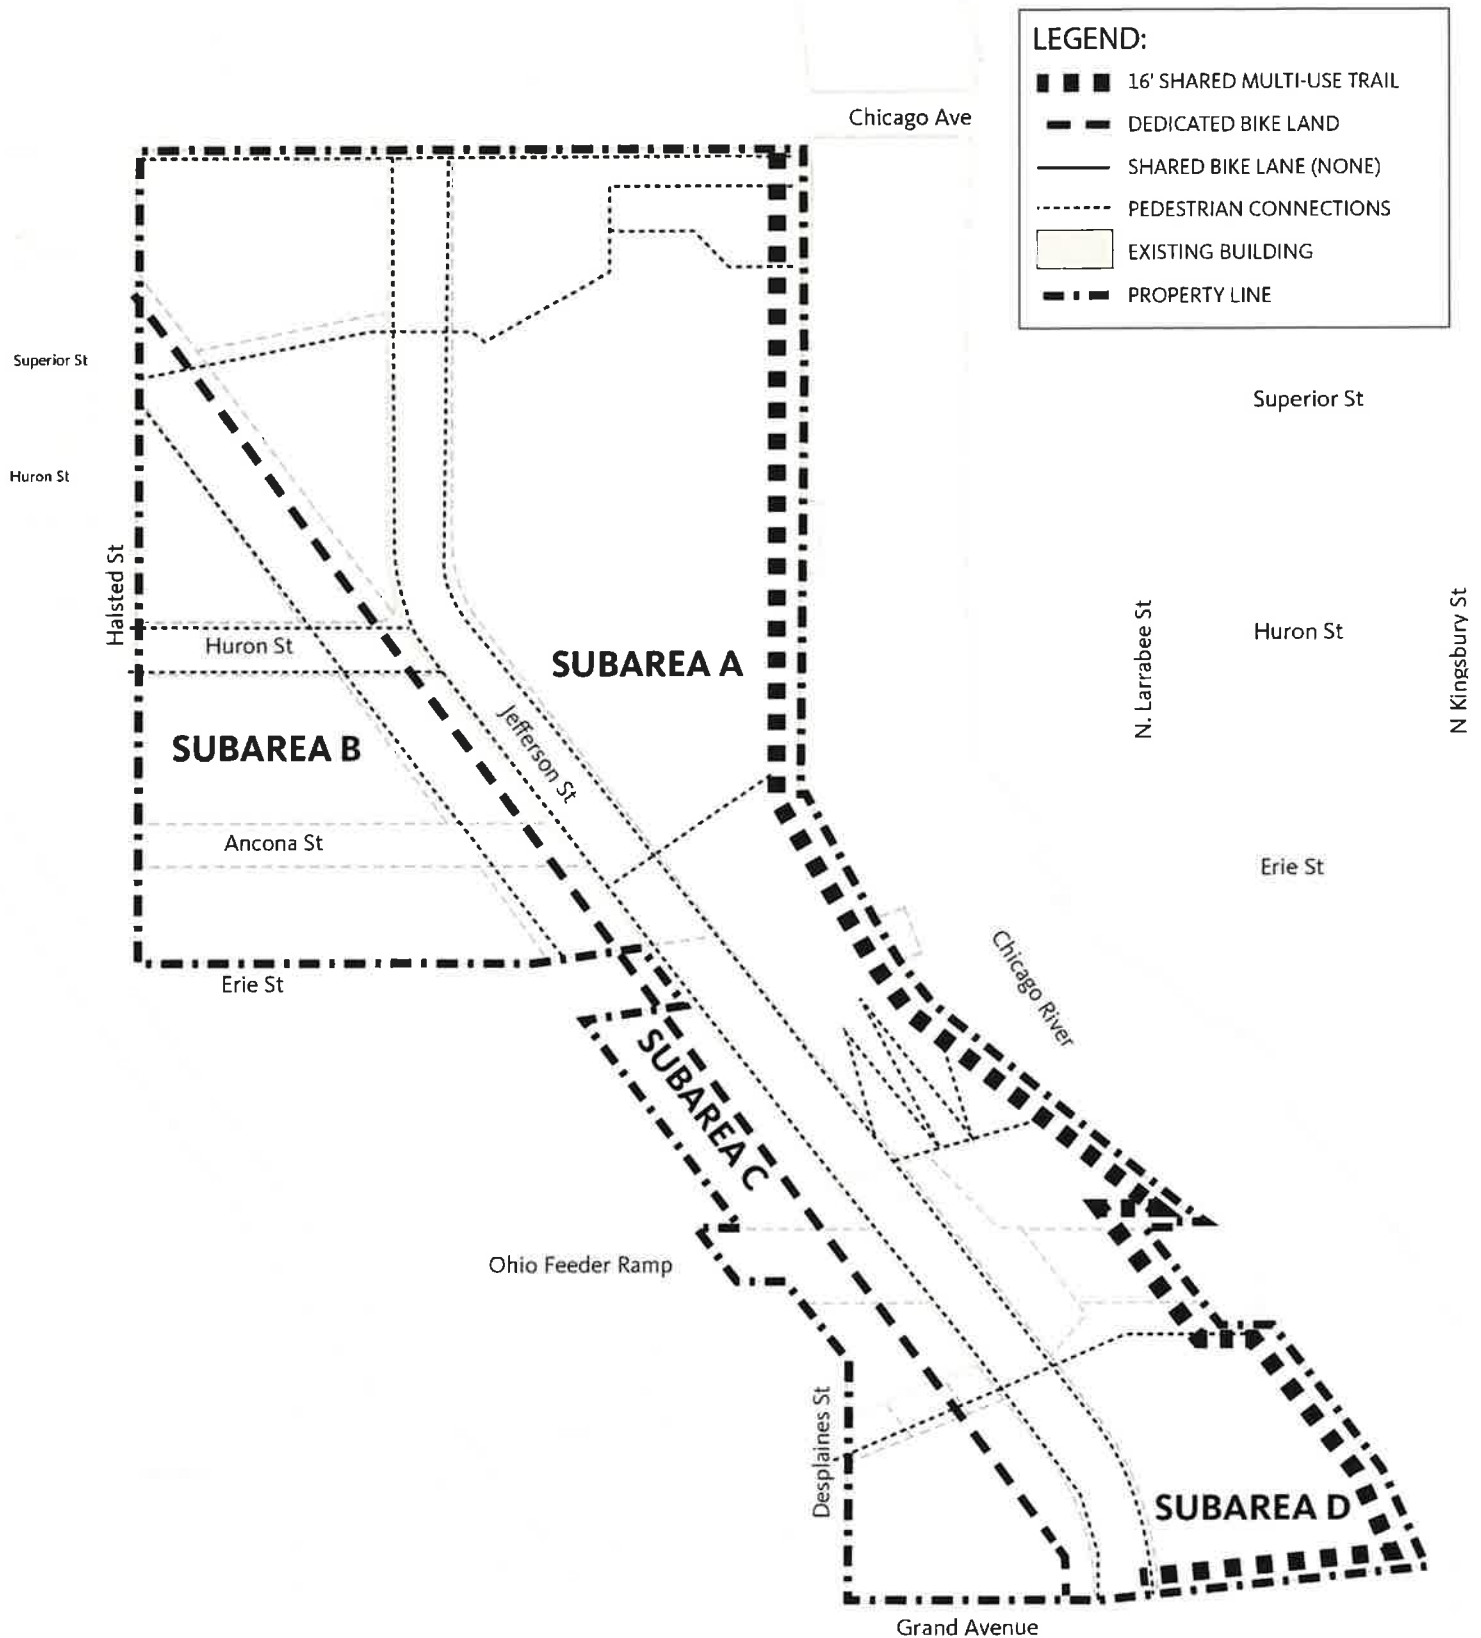 LEGEND:
16' SHARED MULTI-USE TRAIL
DEDICATED BIKE LAND
SHARED BIKE LANE (NONE)
PEDESTRIAN CONNECTIONS
EXISTING BUILDING
PROPERTY LINE
Chicago Ave
Superior St
Superior St
Huron St
Halsted St
Huron St
SUBAREA A
N. Larrabee St
Huron St
N Kingsbury St
SUBAREA B
Jefferson St
Ancona St
Erie St
Erie St
Chicago River
SUBAREA C
Ohio Feeder Ramp
Desplaines St
SUBAREA D
Grand Avenue